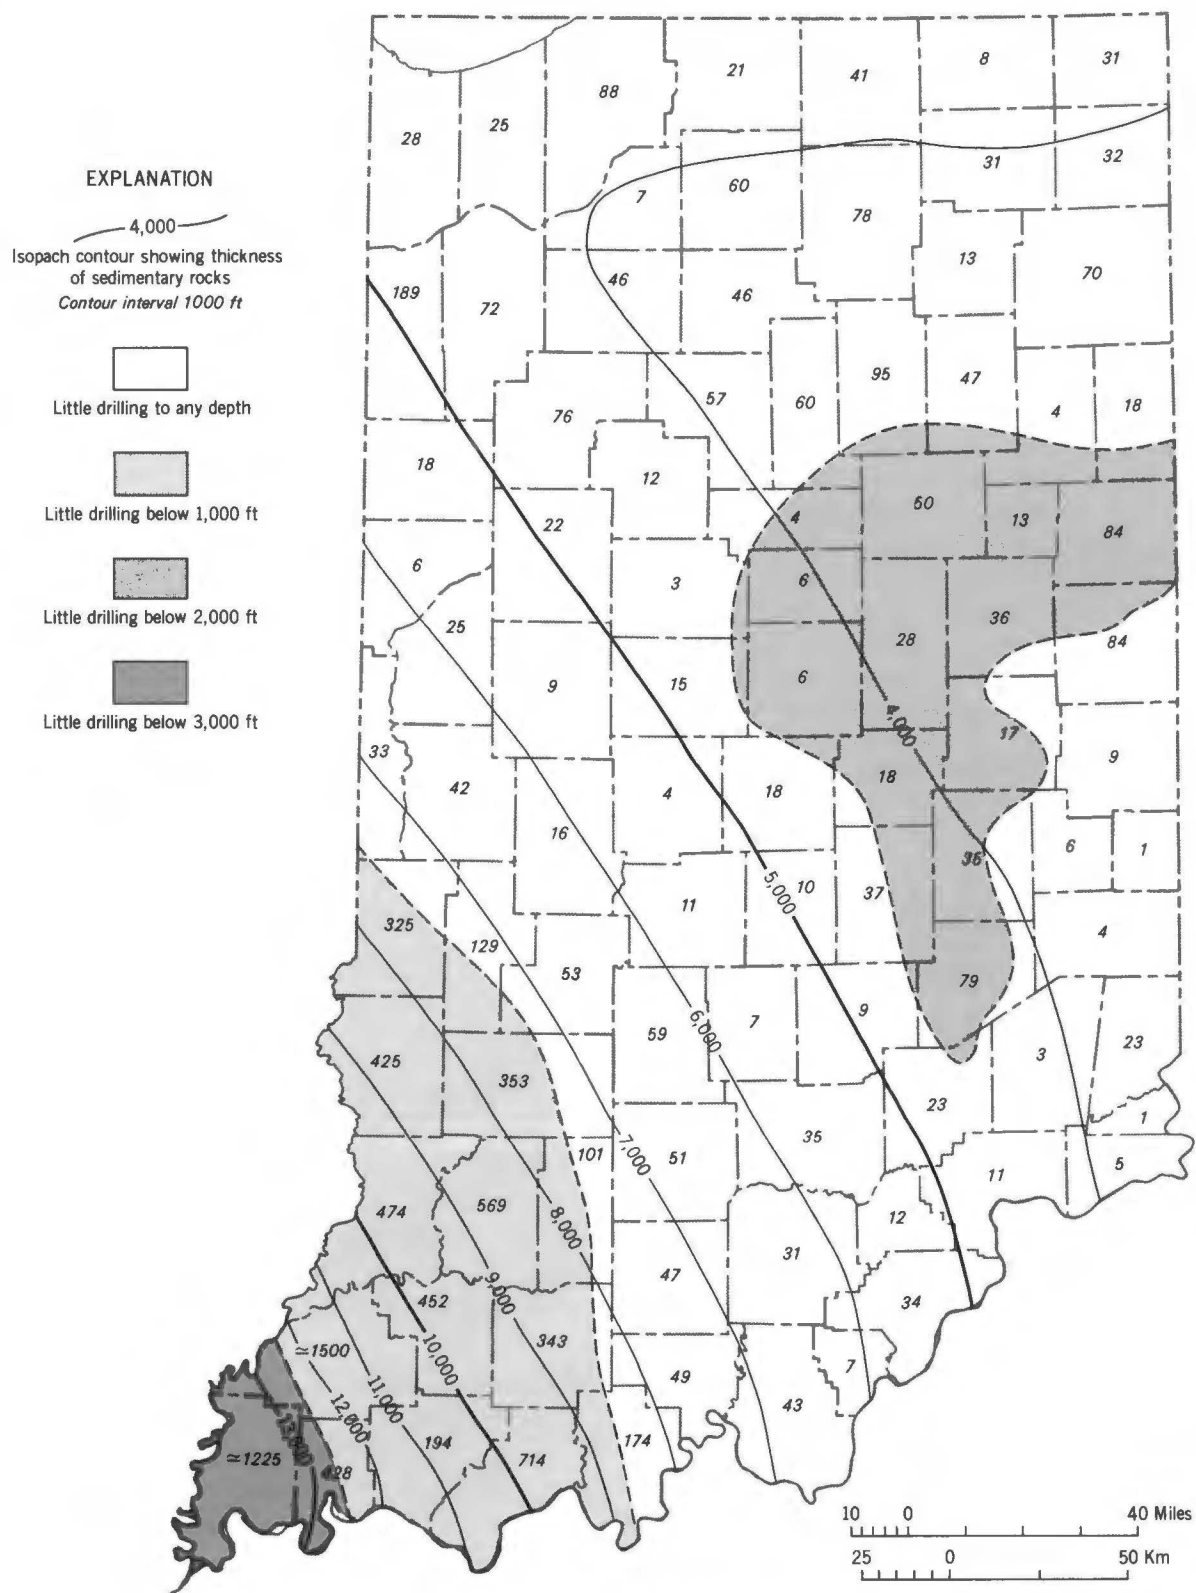 EXPLANATION
4,000
Isopach contour showing thickness
of sedimentary rocks
Contour interval 1000 ft
Little drilling to any depth
Little drilling below 1,000 ft
Little drilling below 2,000 ft
Little drilling below 3,000 ft
28 25 88 21 41 8 31
7 60 78 31 32
189 72 46 46 13 70
76 57 60 95 47 4 18
18 12 22 4 60 13 84
6 25 3 6 28 36 84
9 15 6
33 42 4 18 18 4,000 17 9
16 5,000 10 37 36 6 1
325 129 53 11 79 4
425 353 59 6,000 7 9 3 23
101 7,000 51 35 23 1
474 569 8,000 31 12 11 5
452 9,000 343 47 34
≃1500 10,000 49 43 7
≃1225 13,000 12,000 11,000 428 194 714 174
10 0 40 Miles
25 0 50 Km